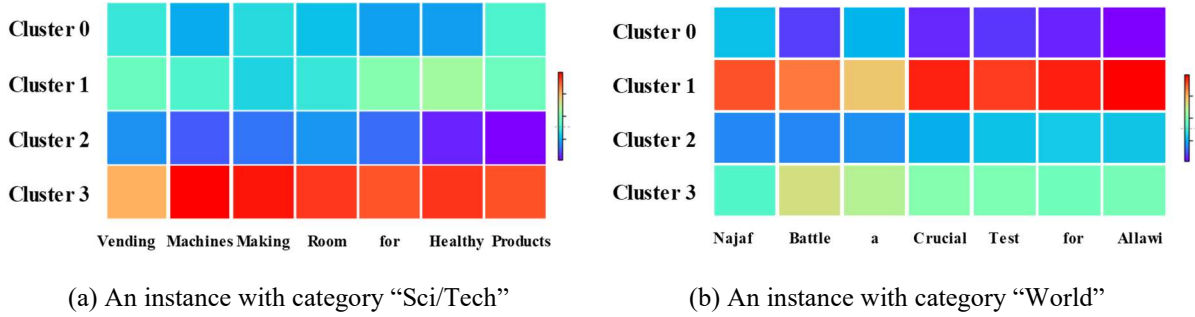 Cluster 0
Cluster 1
Cluster 2
Cluster 3
Vending Machines Making Room for Healthy Products
(a) An instance with category “Sci/Tech”
Cluster 0
Cluster 1
Cluster 2
Cluster 3
Najaf Battle a Crucial Test for Allawi
(b) An instance with category “World”